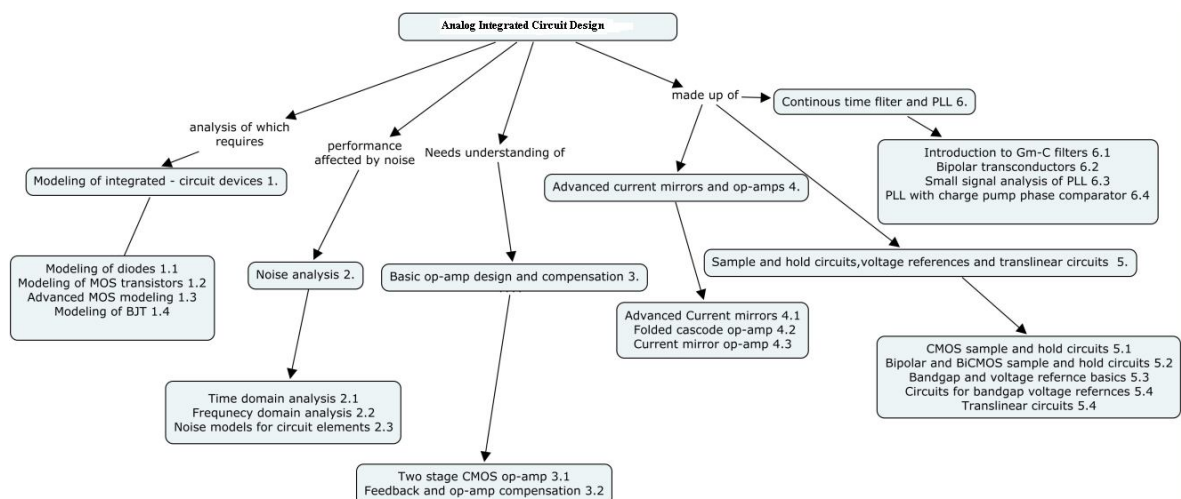 Analog Integrated Circuit Design
analysis of which
requires
performance
affected by noise
Needs understanding of
made up of
Continous time fliter and PLL 6.
Introduction to Gm-C filters 6.1
Bipolar transconductors 6.2
Small signal analysis of PLL 6.3
PLL with charge pump phase comparator 6.4
Modeling of integrated - circuit devices 1.
Advanced current mirrors and op-amps 4.
Modeling of diodes 1.1
Modeling of MOS transistors 1.2
Advanced MOS modeling 1.3
Modeling of BJT 1.4
Noise analysis 2.
Basic op-amp design and compensation 3.
....
Sample and hold circuits,voltage references and translinear circuits 5.
Advanced Current mirrors 4.1
Folded cascode op-amp 4.2
Current mirror op-amp 4.3
CMOS sample and hold circuits 5.1
Bipolar and BiCMOS sample and hold circuits 5.2
Bandgap and voltage refernce basics 5.3
Circuits for bandgap voltage refernces 5.4
Translinear circuits 5.4
Time domain analysis 2.1
Frequnecy domain analysis 2.2
Noise models for circuit elements 2.3
Two stage CMOS op-amp 3.1
Feedback and op-amp compensation 3.2